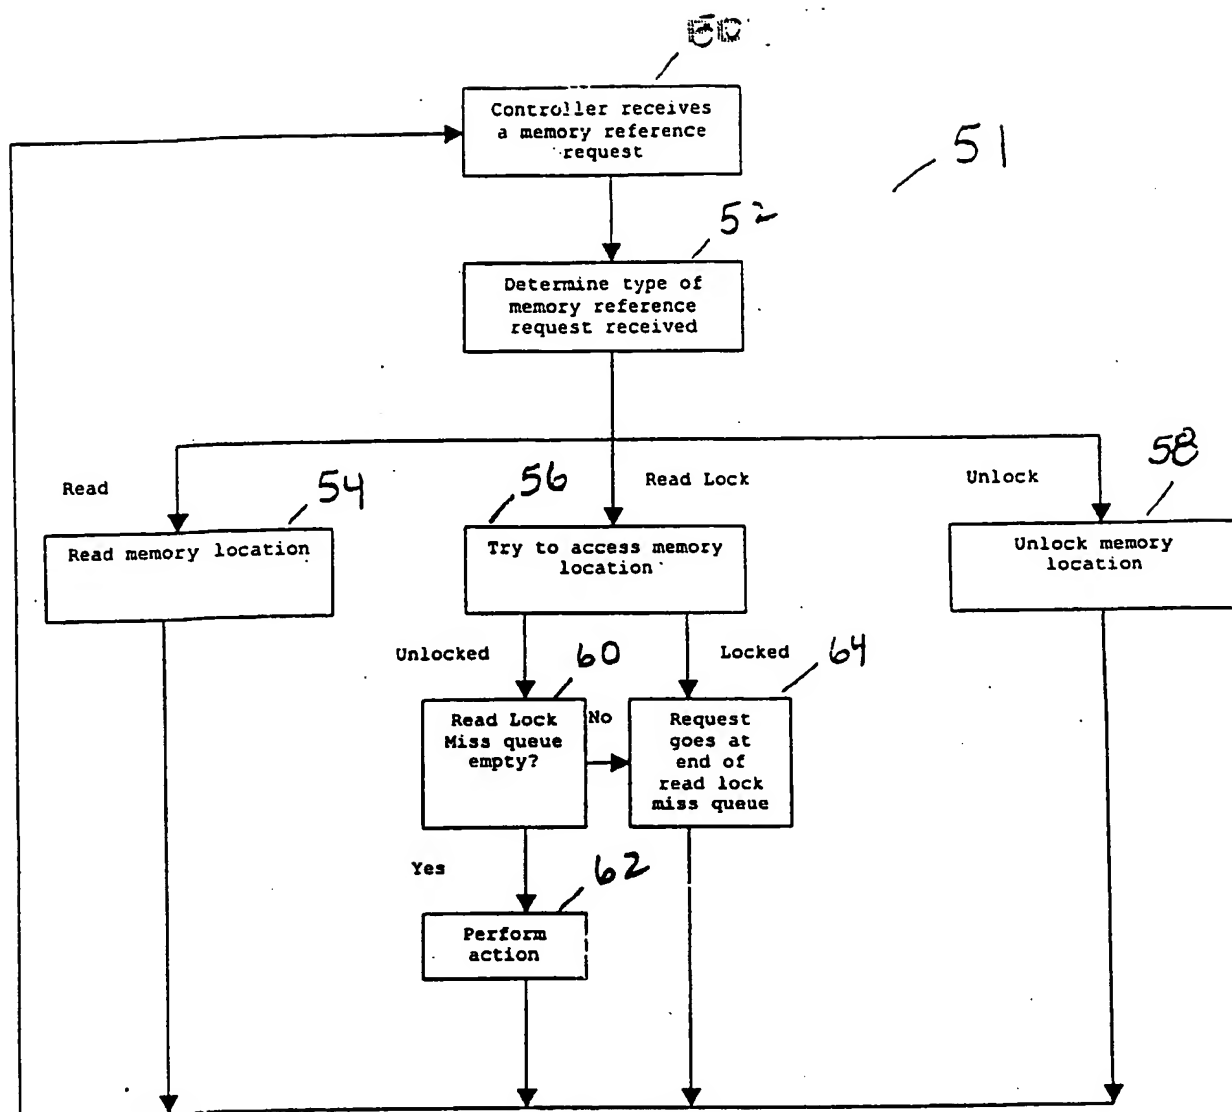 Controller receives
a memory reference
request
51
52
Determine type of
memory reference
request received
Read
54
56
Read Lock
Unlock
58
Read memory location
Try to access memory
location
Unlock memory
location
Unlocked
60
Locked
64
Read Lock
Miss queue
empty?
No
Request
goes at
end of
read lock
miss queue
Yes
62
Perform
action